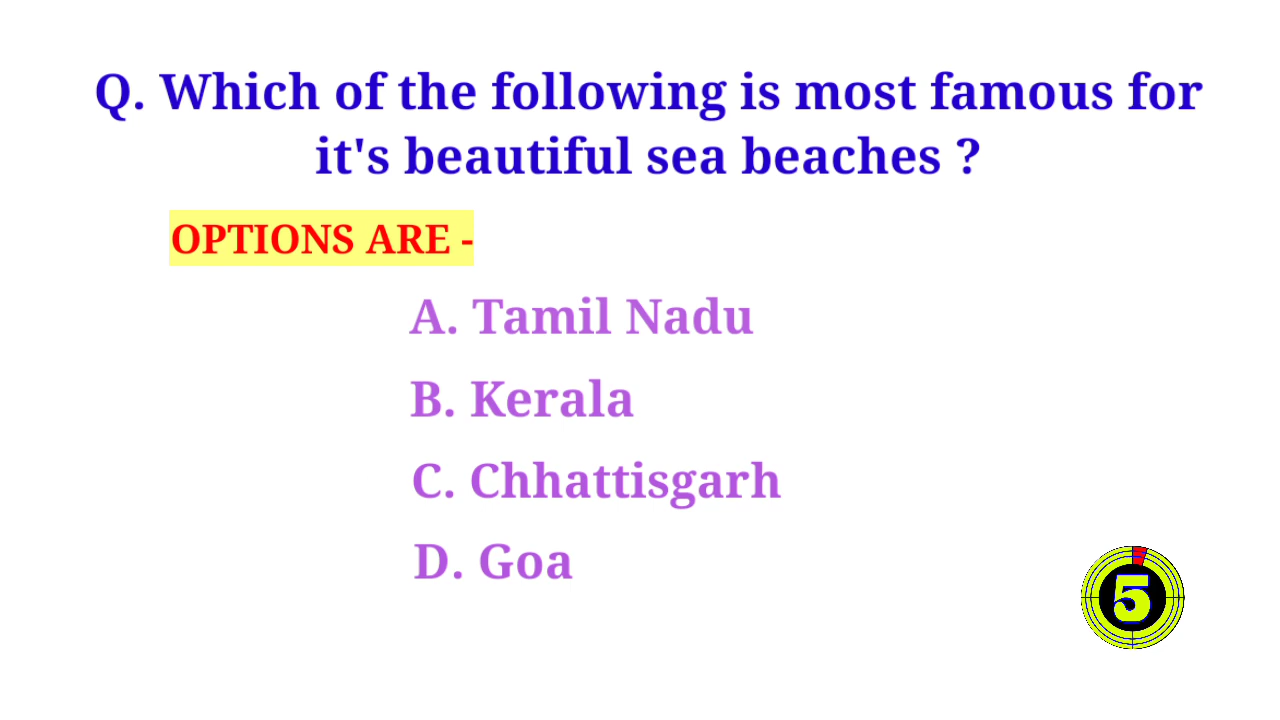 Q. Which of the following is most famous for
it's beautiful sea beaches ?
OPTIONS ARE -
A. Tamil Nadu
B. Kerala
C. Chhattisgarh
D. Goa
5